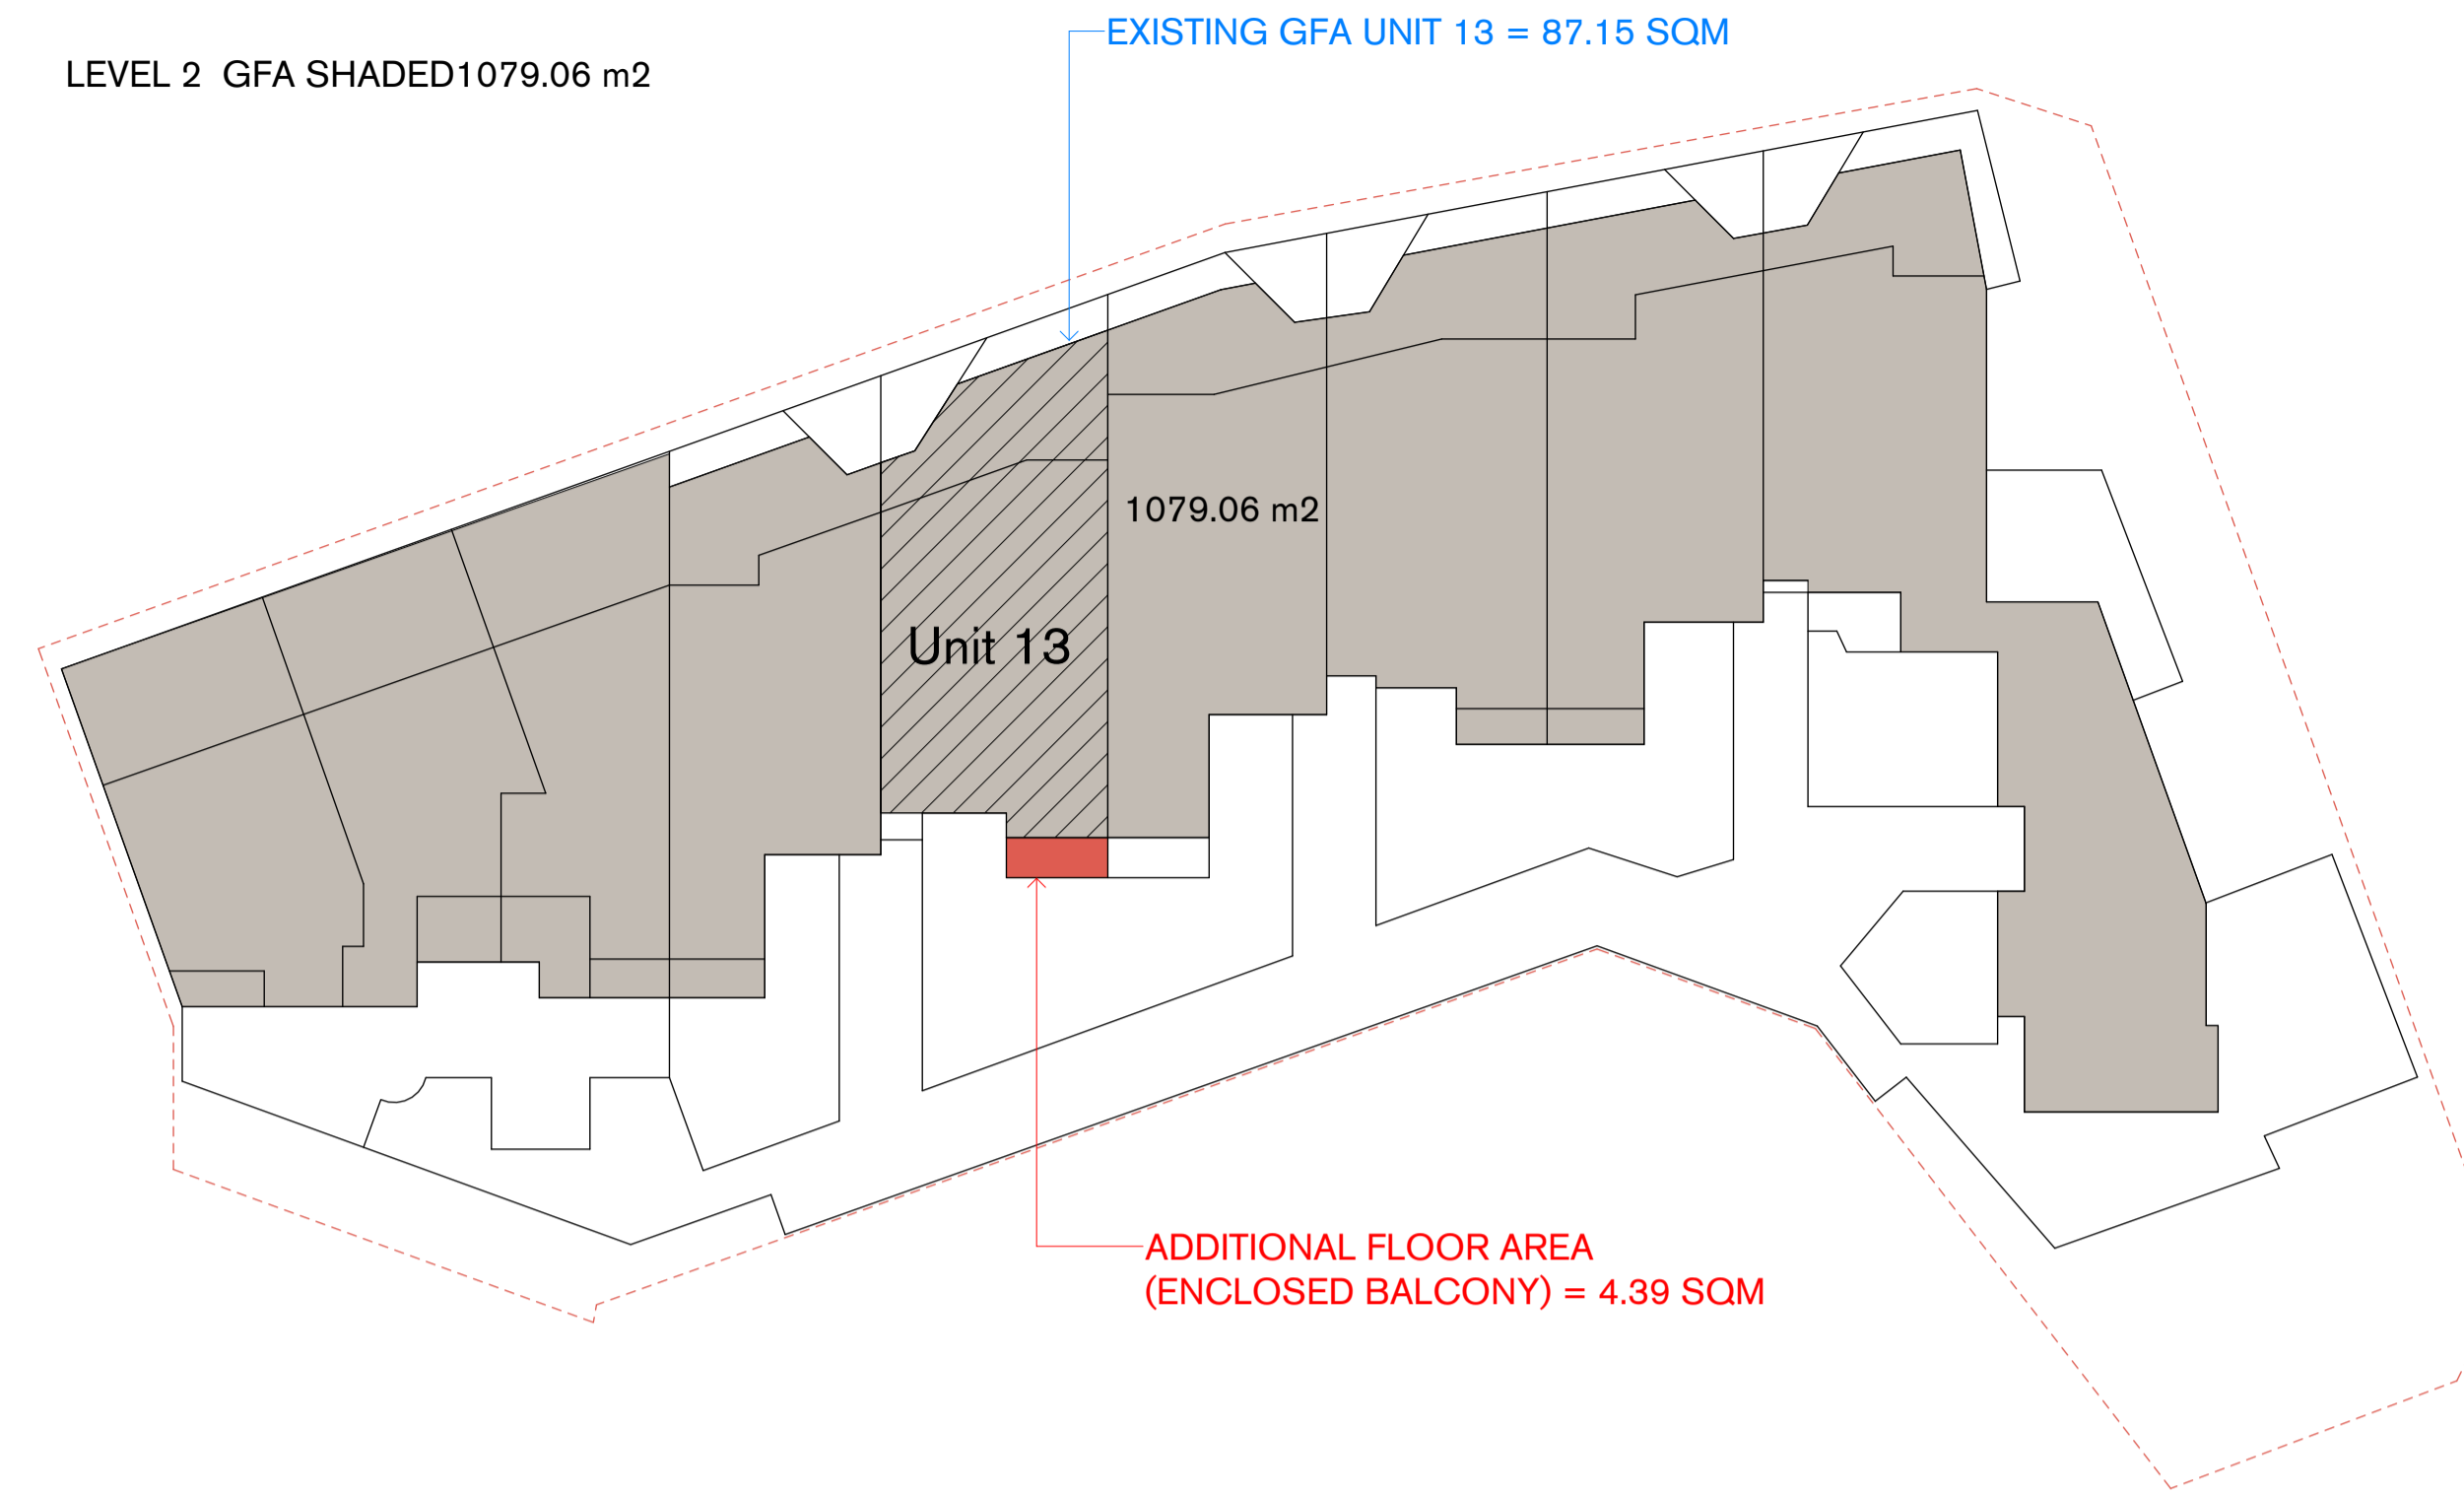 EXISTING GFA UNIT 13 = 87.15 SQM
LEVEL 2 GFA SHADED1079.06 m2
1079.06 m2
Unit 13
ADDITIONAL FLOOR AREA
(ENCLOSED BALCONY) = 4.39 SQM